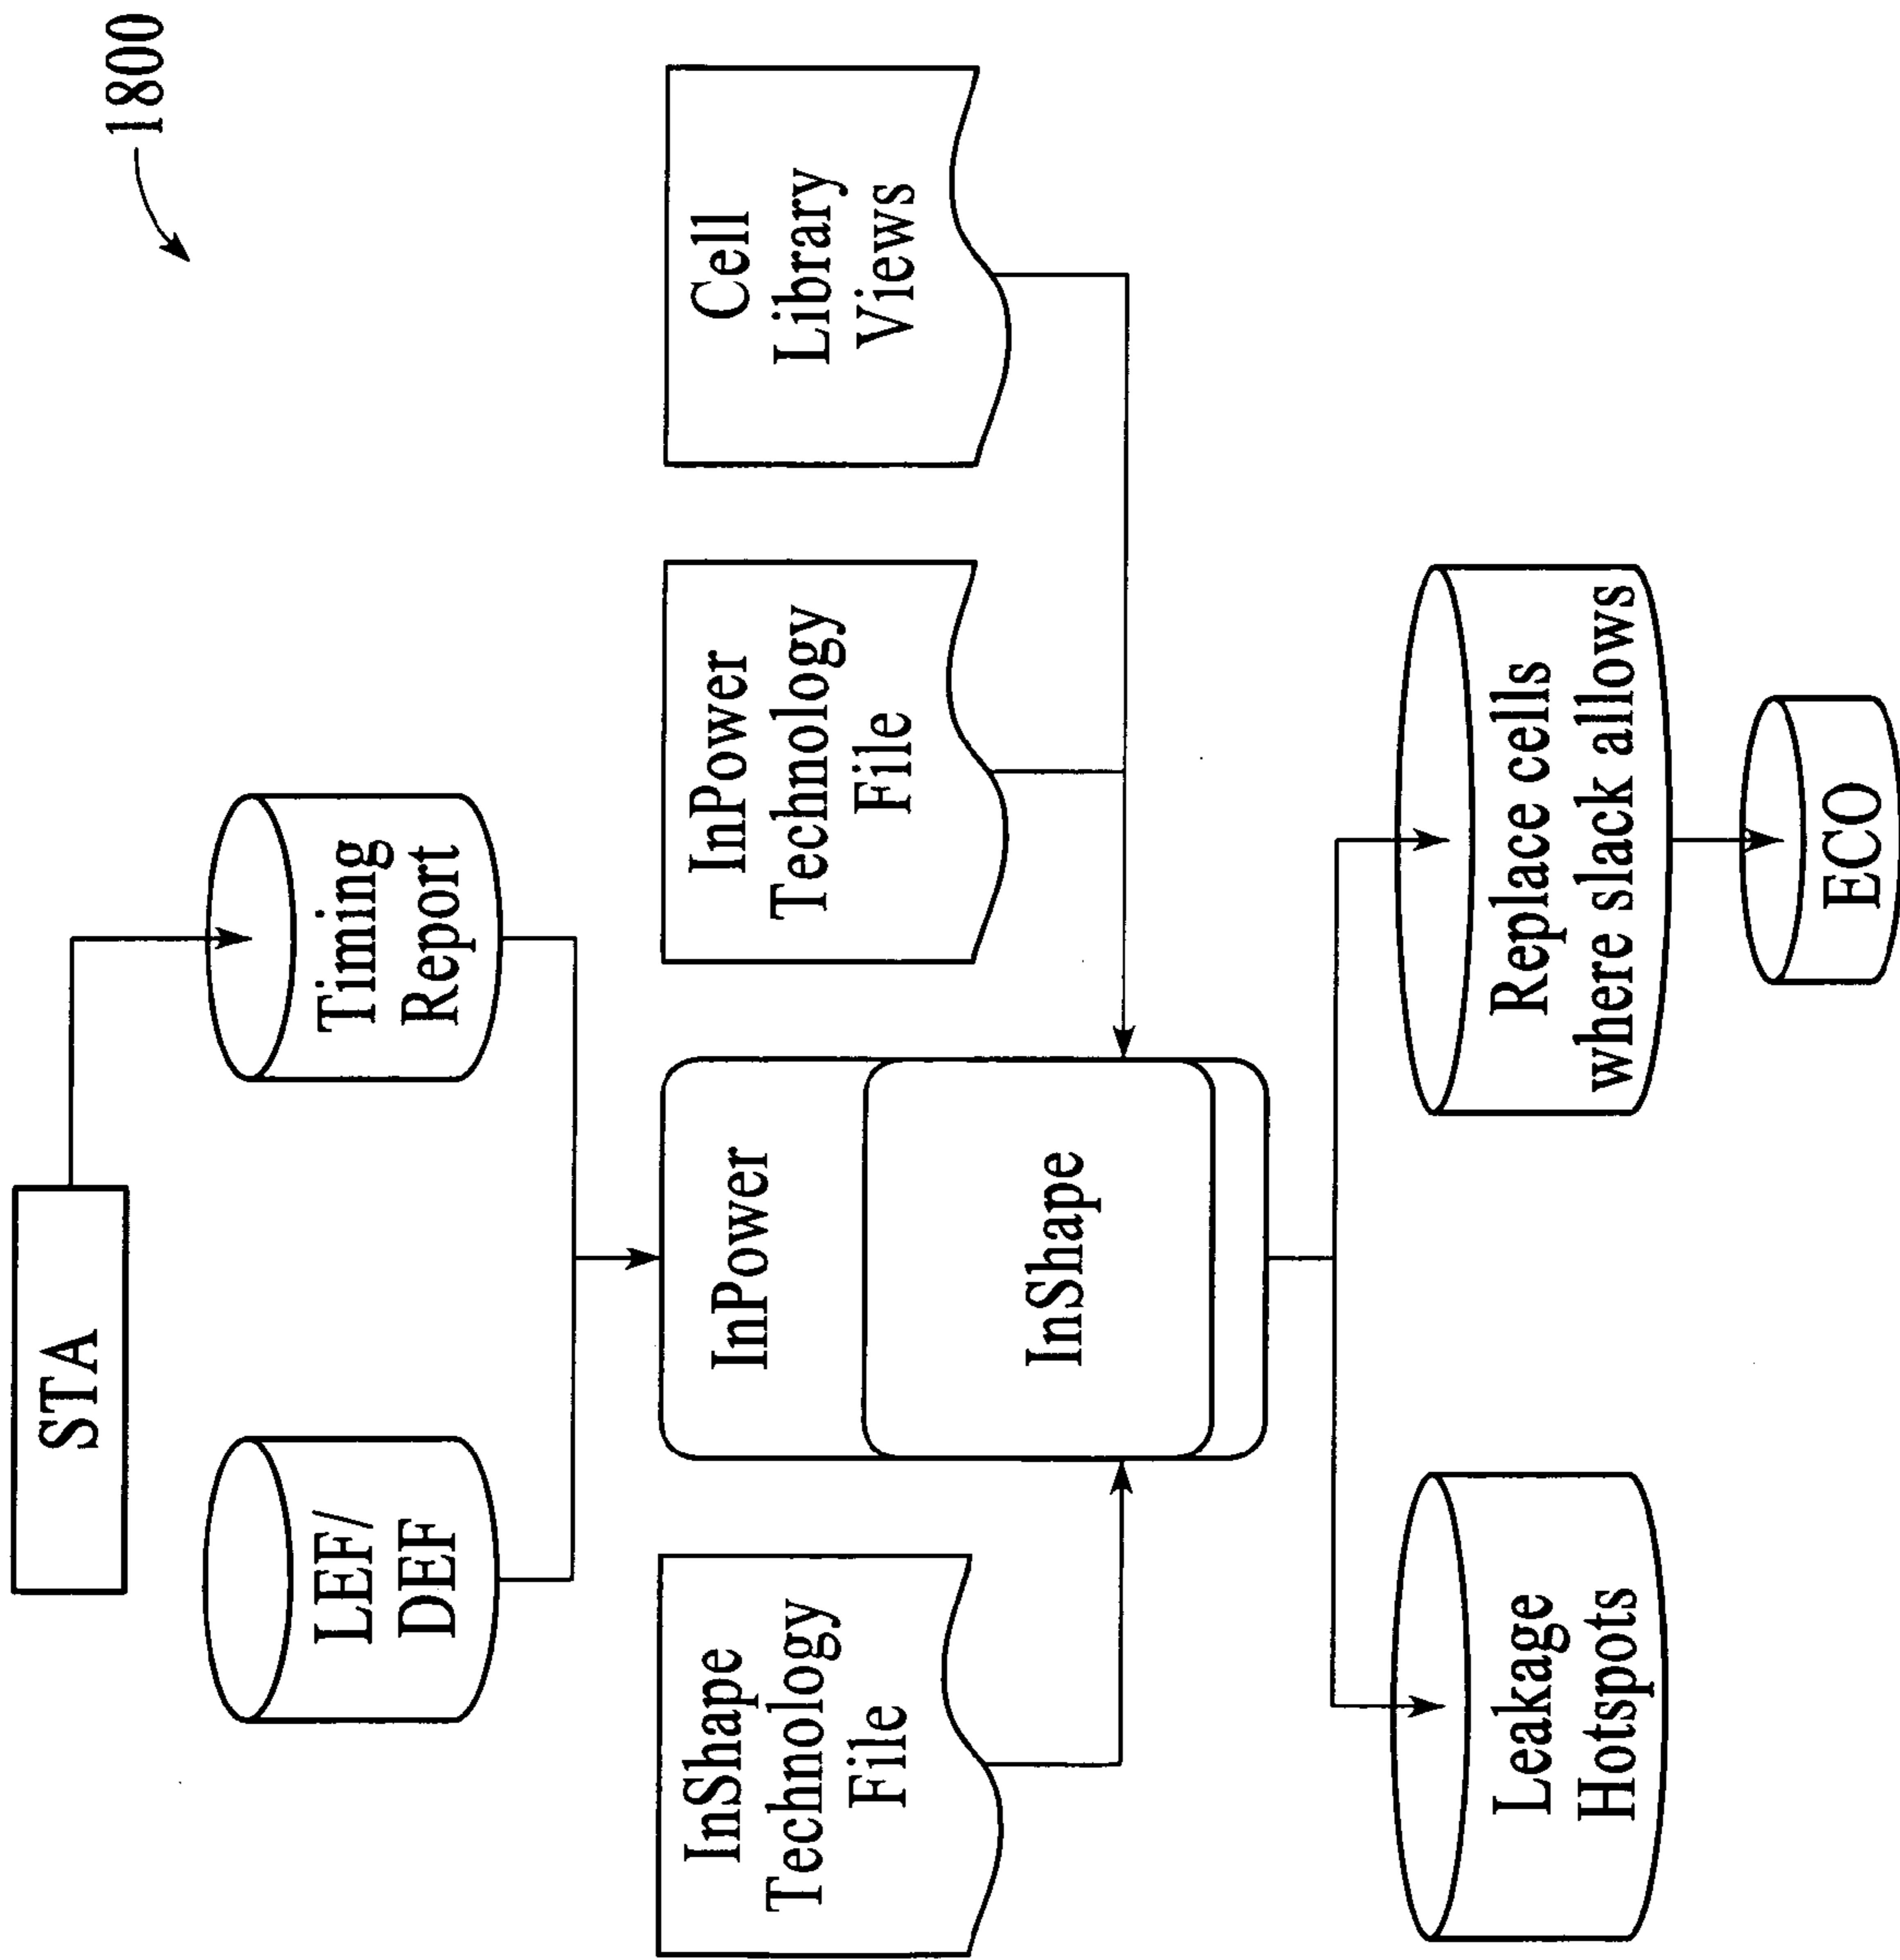 1800
STA
LEF/
DEF
Timing
Report
InShape
Technology
File
InPower
InShape
InPower
Technology
File
Cell
Library
Views
Leakage
Hotspots
Replace cells
where slack allows
ECO